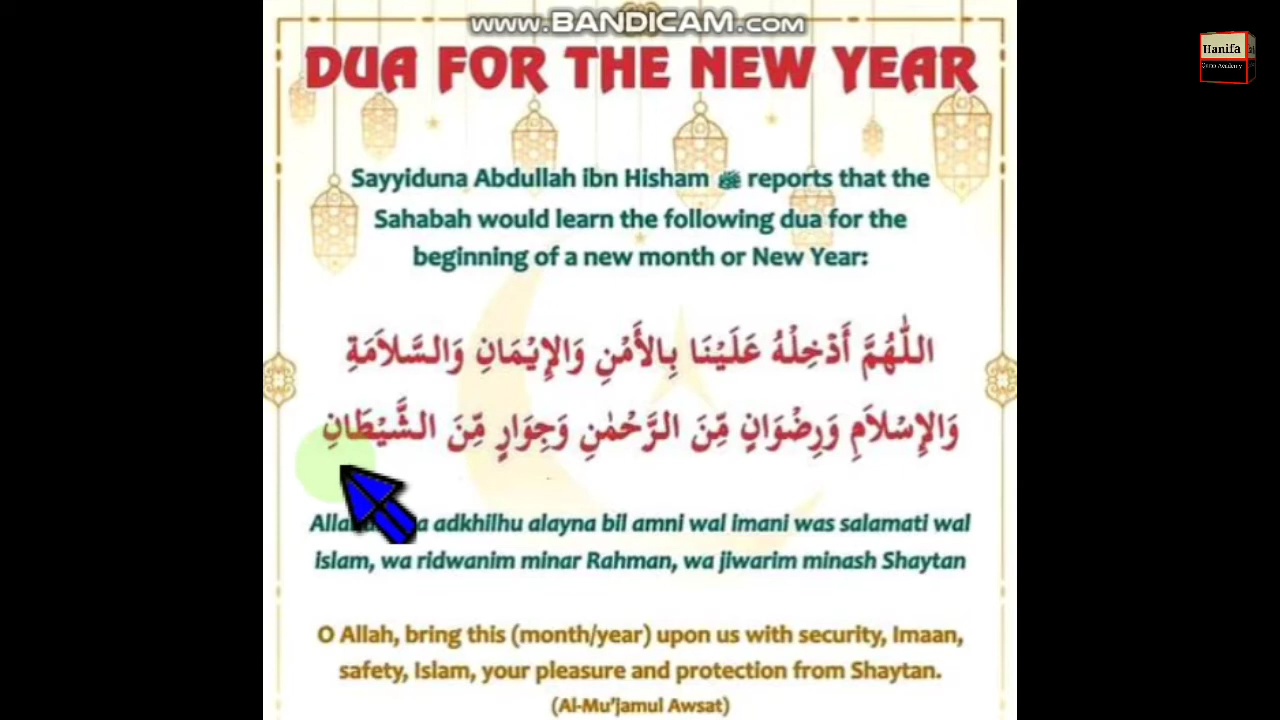 www.BANDICAM.com
DUA FOR THE NEW YEAR
Hanifa
Sayyiduna Abdullah ibn Hisham reports that the
Sahabah would learn the following dua for the
beginning of a new month or New Year:
اللّٰهُمَّ أَدْخِلْهُ عَلَيْنَا بِالأَمْنِ وَالإِيْمَانِ وَالسَّلاَمَةِ
وَالإِسْلاَمِ وَرِضْوَانٍ مِّنَ الرَّحْمٰنِ وَجِوَارٍ مِّنَ الشَّيْطَانِ
adkhilhu alayna bil amni wal imani was salamati wal
islam, wa ridwanim minar Rahman, wa jiwarim minash Shaytan
O Allah, bring this (month/year) upon us with security, Imaan,
safety, Islam, your pleasure and protection from Shaytan.
(Al-Mu'jamul Awsat)